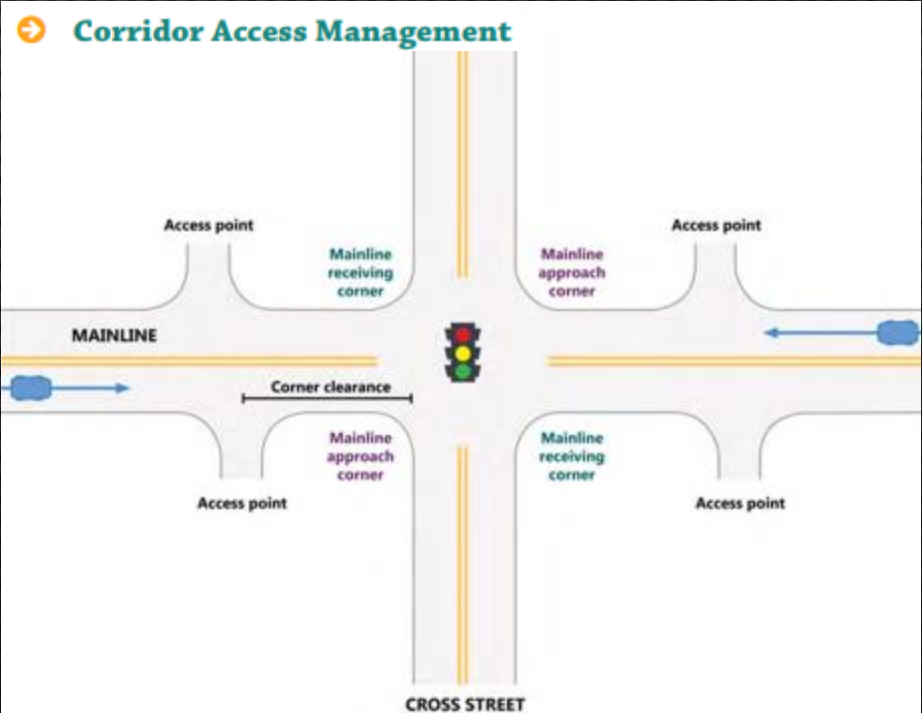 Corridor Access Management
Access point
Access point
Mainline
receiving
corner
Mainline
approach
corner
MAINLINE
Corner clearance
Mainline
approach
corner
Mainline
receiving
corner
Access point
Access point
CROSS STREET